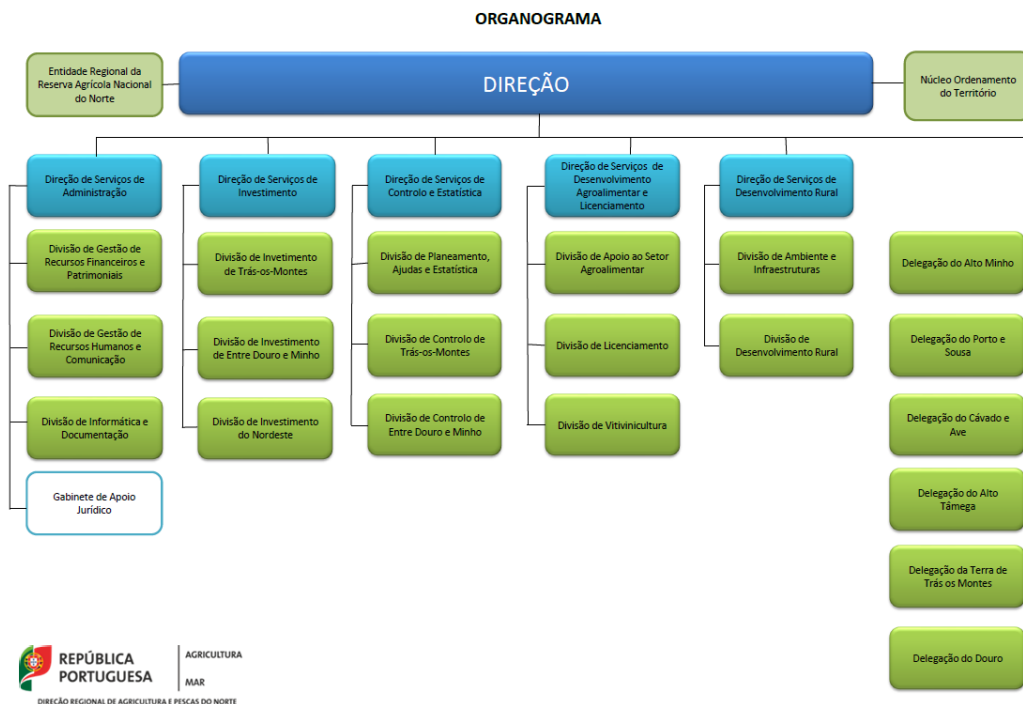 ORGANOGRAMA
Entidade Regional da
Reserva Agrícola Nacional
do Norte
DIREÇÃO
Núcleo Ordenamento
do Território
Direção de Serviços de
Administração
Direção de Serviços de
Investimento
Direção de Serviços de
Controlo e Estatística
Direção de Serviços de
Desenvolvimento
Agroalimentar e
Licenciamento
Direção de Serviços de
Desenvolvimento Rural
Divisão de Gestão de
Recursos Financeiros e
Patrimoniais
Divisão de Invetimento
de Trás-os-Montes
Divisão de Planeamento,
Ajudas e Estatística
Divisão de Apoio ao Setor
Agroalimentar
Divisão de Ambiente e
Infraestruturas
Delegação do Alto Minho
Divisão de Gestão de
Recursos Humanos e
Comunicação
Divisão de Investimento
de Entre Douro e Minho
Divisão de Controlo de
Trás-os-Montes
Divisão de Licenciamento
Divisão de
Desenvolvimento Rural
Delegação do Porto e
Sousa
Divisão de Informática e
Documentação
Divisão de Investimento
do Nordeste
Divisão de Controlo de
Entre Douro e Minho
Divisão de Vitivinicultura
Delegação do Cávado e
Ave
Gabinete de Apoio
Jurídico
Delegação do Alto
Tâmega
Delegação da Terra de
Trás os Montes
Delegação do Douro
REPÚBLICA
PORTUGUESA
AGRICULTURA
MAR
DIREÇÃO REGIONAL DE AGRICULTURA E PESCAS DO NORTE